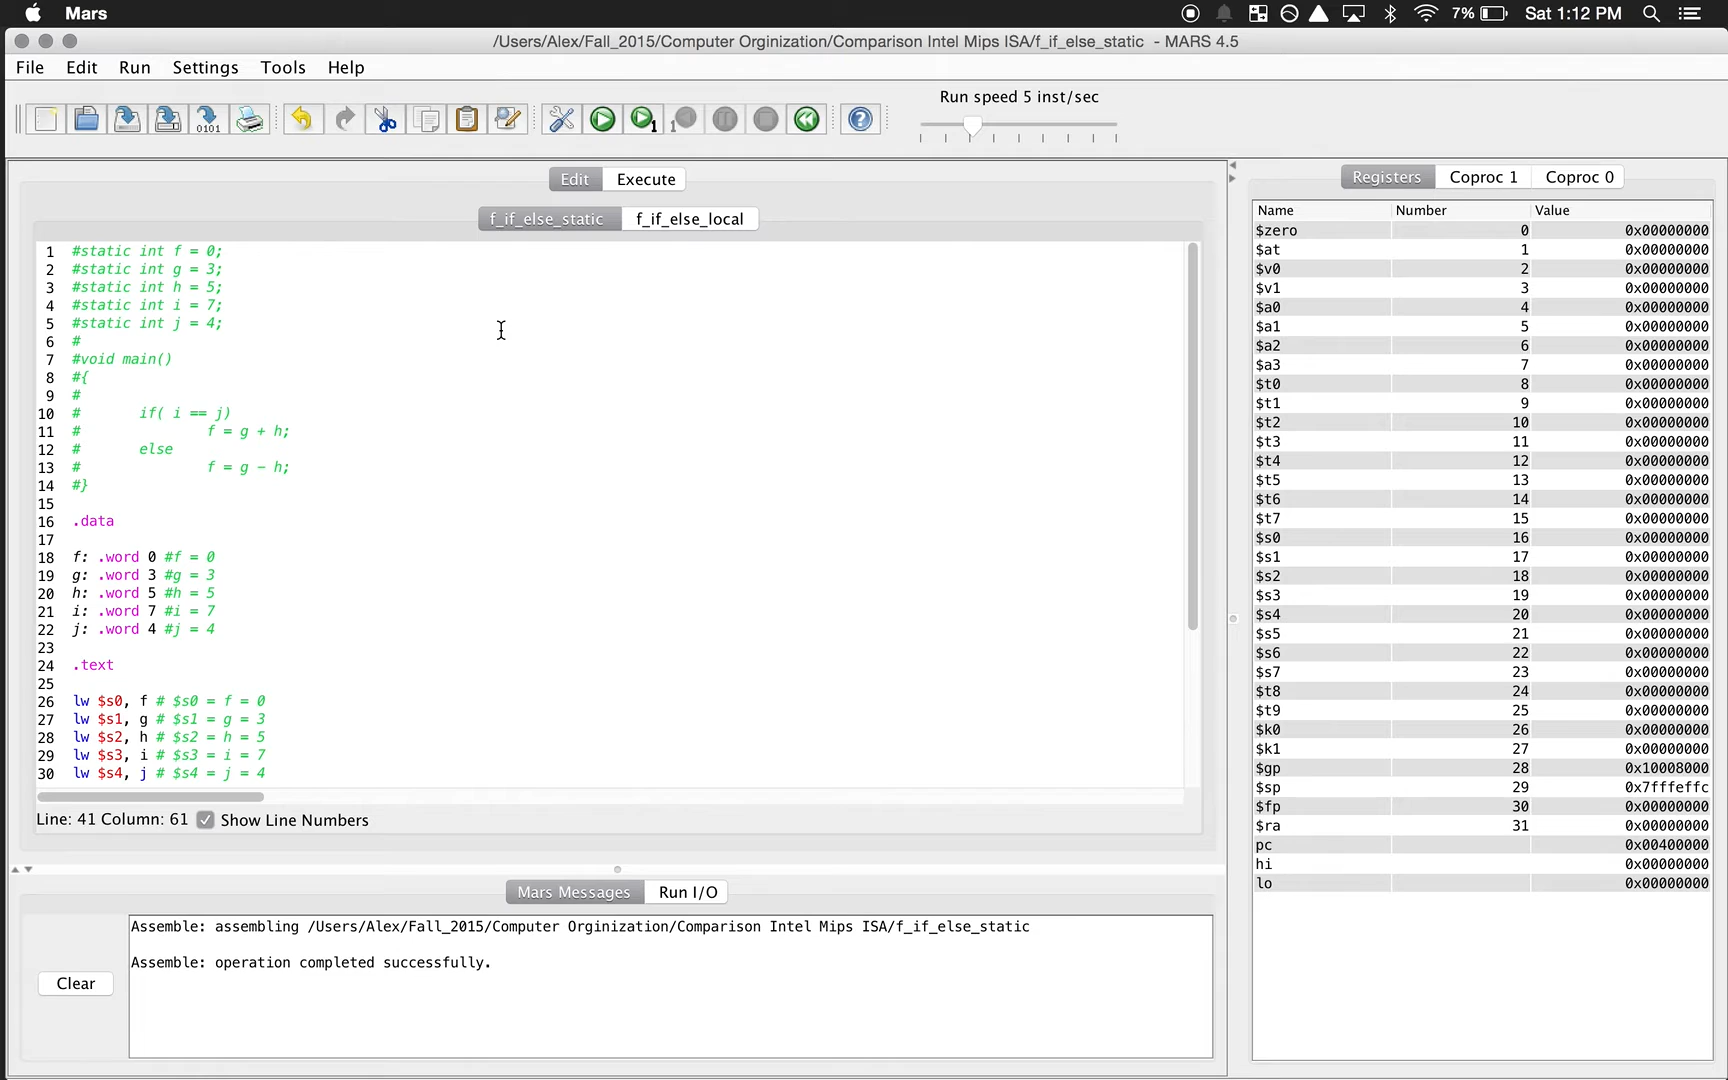 Mars
7%
Sat 1:12 PM
/Users/Alex/Fall_2015/Computer Orginization/Comparison Intel Mips ISA/f_if_else_static - MARS 4.5
File Edit Run Settings Tools Help
Run speed 5 inst/sec
0101
1
1
Edit Execute
f_if_else_static f_if_else_local
1 #static int f = 0;
2 #static int g = 3;
3 #static int h = 5;
4 #static int i = 7;
5 #static int j = 4;
6 #
7 #void main()
8 #{
9 #
10 # if( i == j)
11 # f = g + h;
12 # else
13 # f = g - h;
14 #}
15
16 .data
17
18 f: .word 0 #f = 0
19 g: .word 3 #g = 3
20 h: .word 5 #h = 5
21 i: .word 7 #i = 7
22 j: .word 4 #j = 4
23
24 .text
25
26 lw $s0, f # $s0 = f = 0
27 lw $s1, g # $s1 = g = 3
28 lw $s2, h # $s2 = h = 5
29 lw $s3, i # $s3 = i = 7
30 lw $s4, j # $s4 = j = 4
Line: 41 Column: 61 Show Line Numbers
Mars Messages Run I/O
Assemble: assembling /Users/Alex/Fall_2015/Computer Orginization/Comparison Intel Mips ISA/f_if_else_static
Assemble: operation completed successfully.
Clear
Registers Coproc 1 Coproc 0
Name Number Value
$zero 0 0x00000000
$at 1 0x00000000
$v0 2 0x00000000
$v1 3 0x00000000
$a0 4 0x00000000
$a1 5 0x00000000
$a2 6 0x00000000
$a3 7 0x00000000
$t0 8 0x00000000
$t1 9 0x00000000
$t2 10 0x00000000
$t3 11 0x00000000
$t4 12 0x00000000
$t5 13 0x00000000
$t6 14 0x00000000
$t7 15 0x00000000
$s0 16 0x00000000
$s1 17 0x00000000
$s2 18 0x00000000
$s3 19 0x00000000
$s4 20 0x00000000
$s5 21 0x00000000
$s6 22 0x00000000
$s7 23 0x00000000
$t8 24 0x00000000
$t9 25 0x00000000
$k0 26 0x00000000
$k1 27 0x00000000
$gp 28 0x10008000
$sp 29 0x7fffeffc
$fp 30 0x00000000
$ra 31 0x00000000
pc 0x00400000
hi 0x00000000
lo 0x00000000